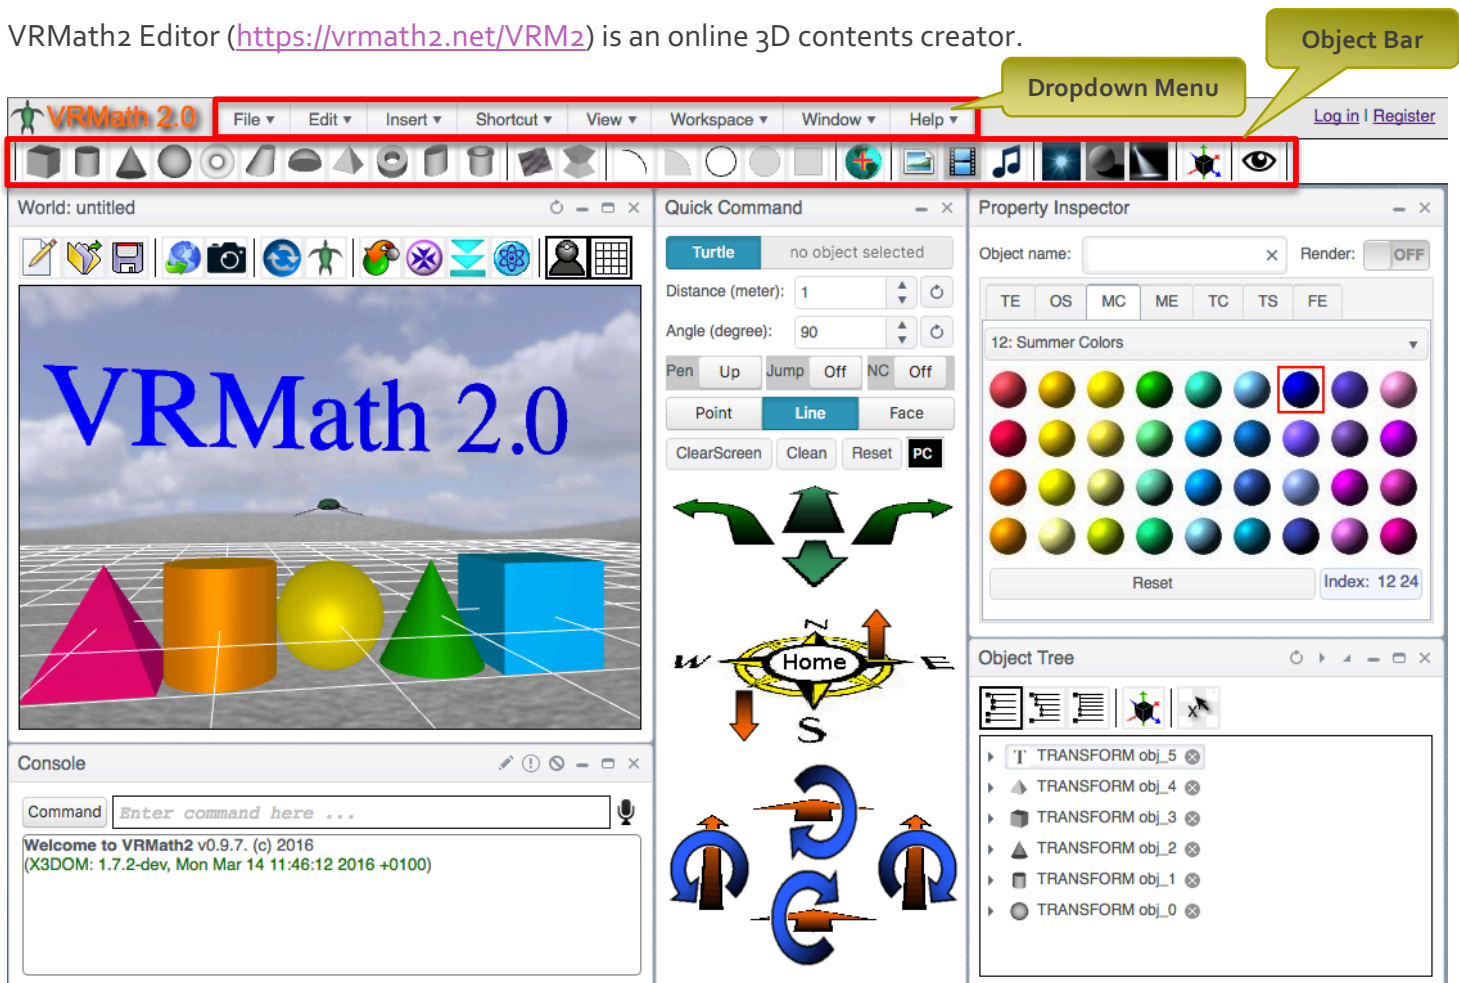 VRMath2 Editor (https://vrmath2.net/VRM2) is an online 3D contents creator.
Object Bar
Dropdown Menu
VRMath 2.0
File Edit Insert Shortcut View Workspace Window Help
Log in | Register
World: untitled
VRMath 2.0
Console
Command Enter command here ...
Welcome to VRMath2 v0.9.7. (c) 2016
(X3DOM: 1.7.2-dev, Mon Mar 14 11:46:12 2016 +0100)
Quick Command
Turtle no object selected
Distance (meter): 1
Angle (degree): 90
Pen Up Jump Off NC Off
Point Line Face
ClearScreen Clean Reset PC
N
W Home E
S
Property Inspector
Object name: Render: OFF
TE OS MC ME TC TS FE
12: Summer Colors
Reset Index: 12 24
Object Tree
T TRANSFORM obj_5
TRANSFORM obj_4
TRANSFORM obj_3
TRANSFORM obj_2
TRANSFORM obj_1
TRANSFORM obj_0